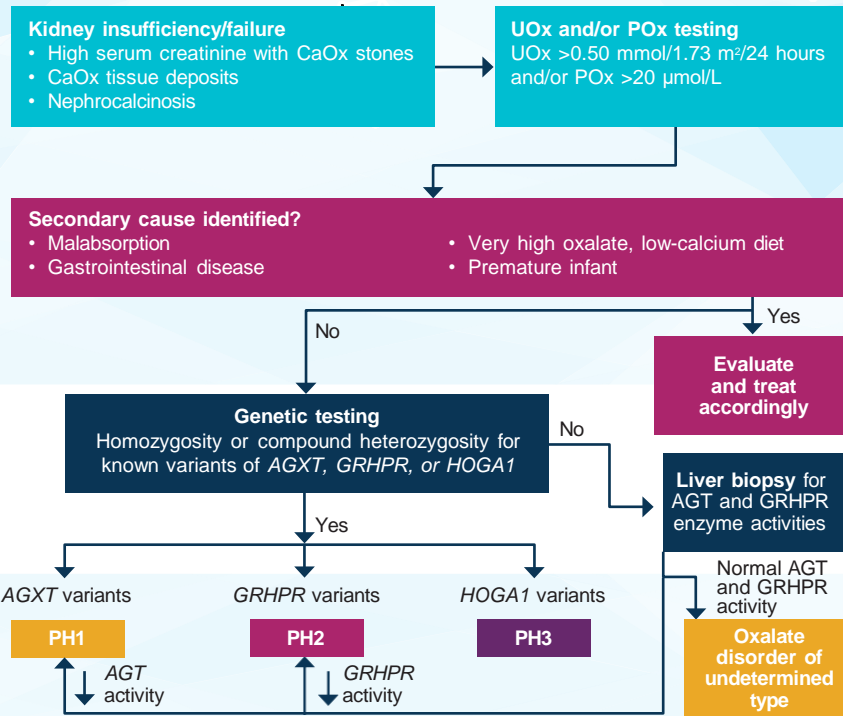 Kidney insufficiency/failure
• High serum creatinine with CaOx stones
• CaOx tissue deposits
• Nephrocalcinosis
UOx and/or POx testing
UOx >0.50 mmol/1.73 m²/24 hours
and/or POx >20 µmol/L
Secondary cause identified?
• Malabsorption
• Gastrointestinal disease
• Very high oxalate, low-calcium diet
• Premature infant
No
Yes
Evaluate
and treat
accordingly
Genetic testing
Homozygosity or compound heterozygosity for
known variants of AGXT, GRHPR, or HOGA1
No
Liver biopsy for
AGT and GRHPR
enzyme activities
Yes
AGXT variants
GRHPR variants
HOGA1 variants
Normal AGT
and GRHPR
activity
PH1
PH2
PH3
Oxalate
disorder of
undetermined
type
AGT
activity
GRHPR
activity